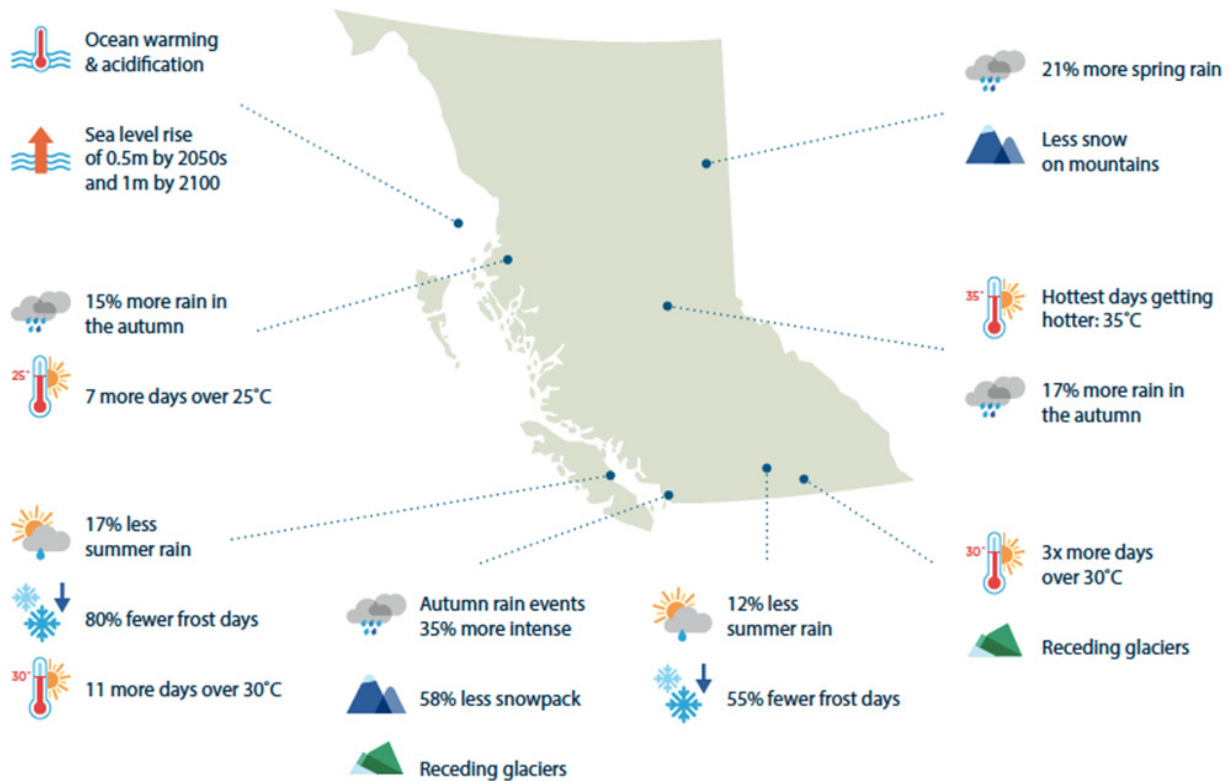 Ocean warming
& acidification
Sea level rise
of 0.5m by 2050s
and 1m by 2100
15% more rain in
the autumn
25°
7 more days over 25˚C
17% less
summer rain
80% fewer frost days
30°
11 more days over 30˚C
Autumn rain events
35% more intense
58% less snowpack
Receding glaciers
12% less
summer rain
55% fewer frost days
21% more spring rain
Less snow
on mountains
35°
Hottest days getting
hotter: 35˚C
17% more rain in
the autumn
30°
3x more days
over 30˚C
Receding glaciers